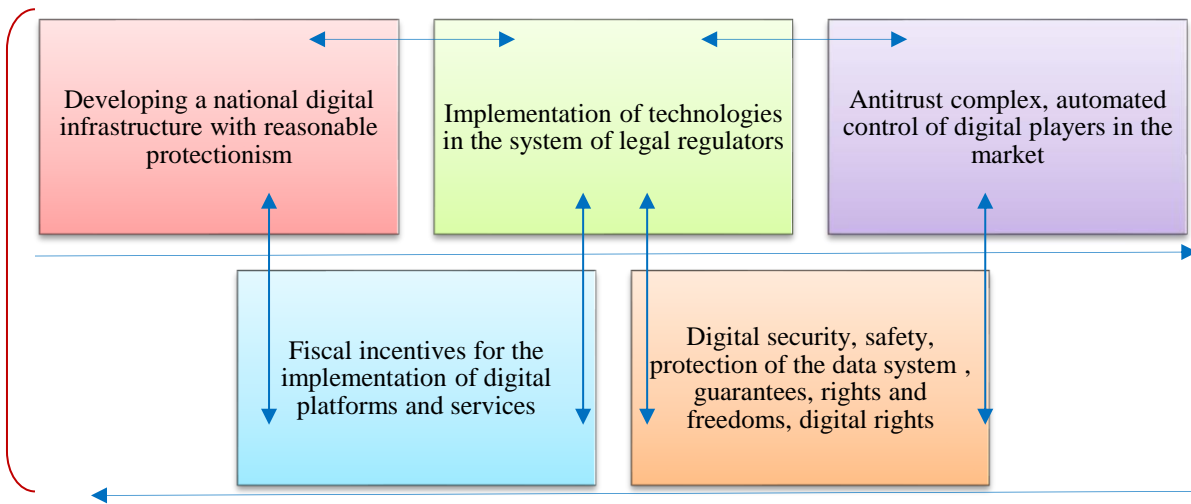 Developing a national digital
infrastructure with reasonable
protectionism
Implementation of technologies
in the system of legal regulators
Antitrust complex, automated
control of digital players in the
market
Fiscal incentives for the
implementation of digital
platforms and services
Digital security, safety,
protection of the data system ,
guarantees, rights and
freedoms, digital rights